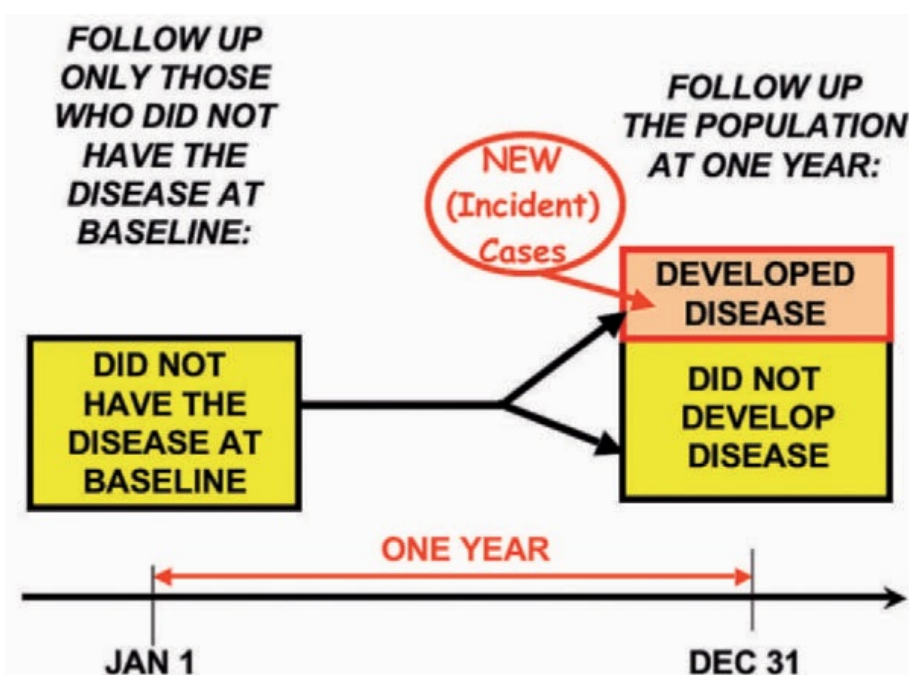 FOLLOW UP
ONLY THOSE
WHO DID NOT
HAVE THE
DISEASE AT
BASELINE:
FOLLOW UP
THE POPULATION
AT ONE YEAR:
NEW
(Incident)
Cases
DID NOT
HAVE THE
DISEASE AT
BASELINE
DEVELOPED
DISEASE
DID NOT
DEVELOP
DISEASE
ONE YEAR
JAN 1
DEC 31